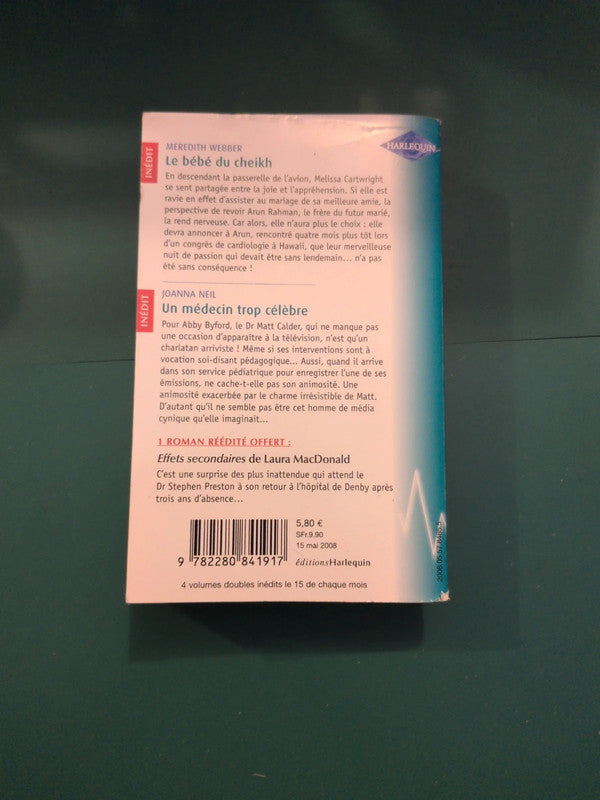 HARLEQUIN
INÉDIT
MEREDITH WEBBER
Le bébé du cheikh
En descendant la passerelle de l'avion, Melissa Cartwright
se sent partagée entre la joie et l'appréhension. Si elle est
ravie en effet d'assister au mariage de sa meilleure amie, la
perspective de revoir Arun Rahman, le frère du futur marié,
la rend nerveuse. Car alors, elle n'aura plus le choix : elle
devra annoncer à Arun, rencontré quatre mois plus tôt lors
d'un congrès de cardiologie à Hawaii, que leur merveilleuse
nuit de passion qui devait être sans lendemain... n'a pas
été sans conséquence !
INÉDIT
JOANNA NEIL
Un médecin trop célèbre
Pour Abby Byford, le Dr Matt Calder, qui ne manque pas
une occasion d'apparaître à la télévision, n'est qu'un
charlatan arriviste ! Même si ses interventions sont à
vocation soi-disant pédagogique... Aussi, quand il arrive
dans son service pédiatrique pour enregistrer l'une de ses
émissions, ne cache-t-elle pas son animosité. Une
animosité exacerbée par le charme irrésistible de Matt.
D'autant qu'il ne semble pas être cet homme de média
cynique qu'elle imaginait...
1 ROMAN RÉÉDITÉ OFFERT :
Effets secondaires de Laura MacDonald
C'est une surprise des plus inattendue qui attend le
Dr Stephen Preston à son retour à l'hôpital de Denby après
trois ans d'absence...
5,80 €
SFr.9.90
15 mai 2008
9 782280 841917
éditionsHarlequin
4 volumes doubles inédits le 15 de chaque mois